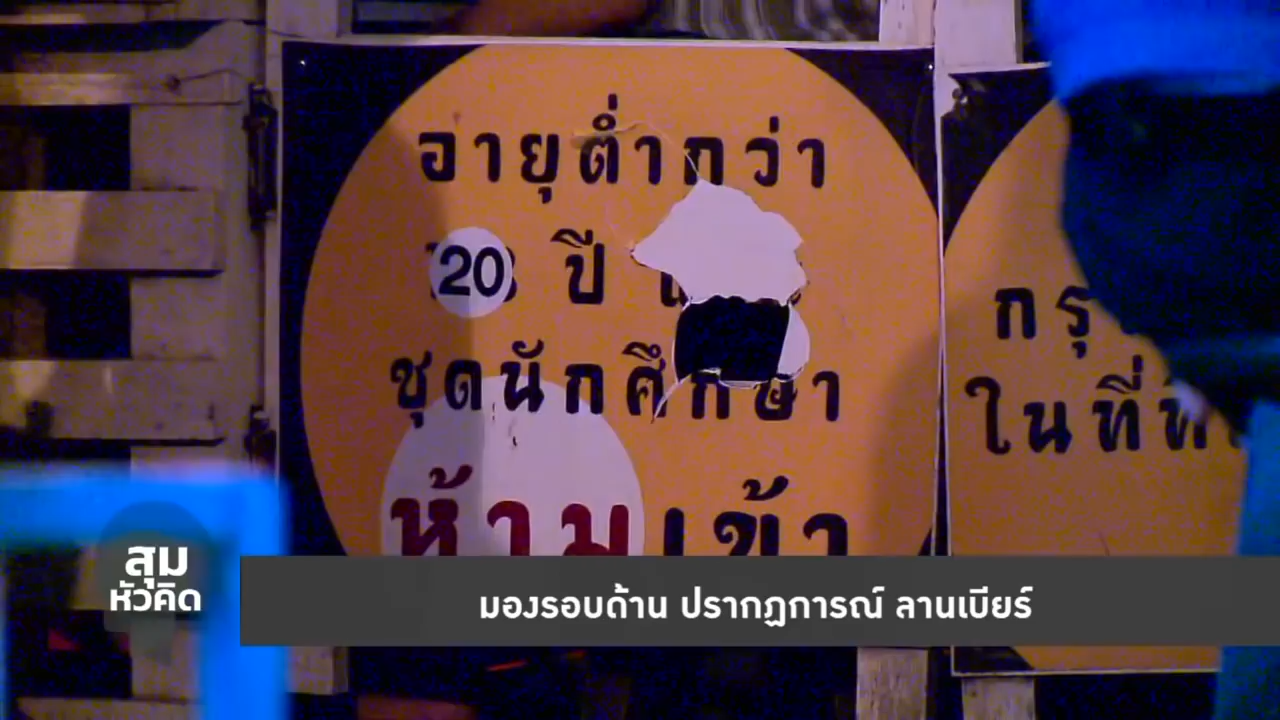 อายุต่ำกว่า
20 ปี
ชุดนักศึกษา
ห้ามเข้า
ในที่
สุม
หัวคิด
มองรอบด้าน ปรากฏการณ์ ลานเบียร์